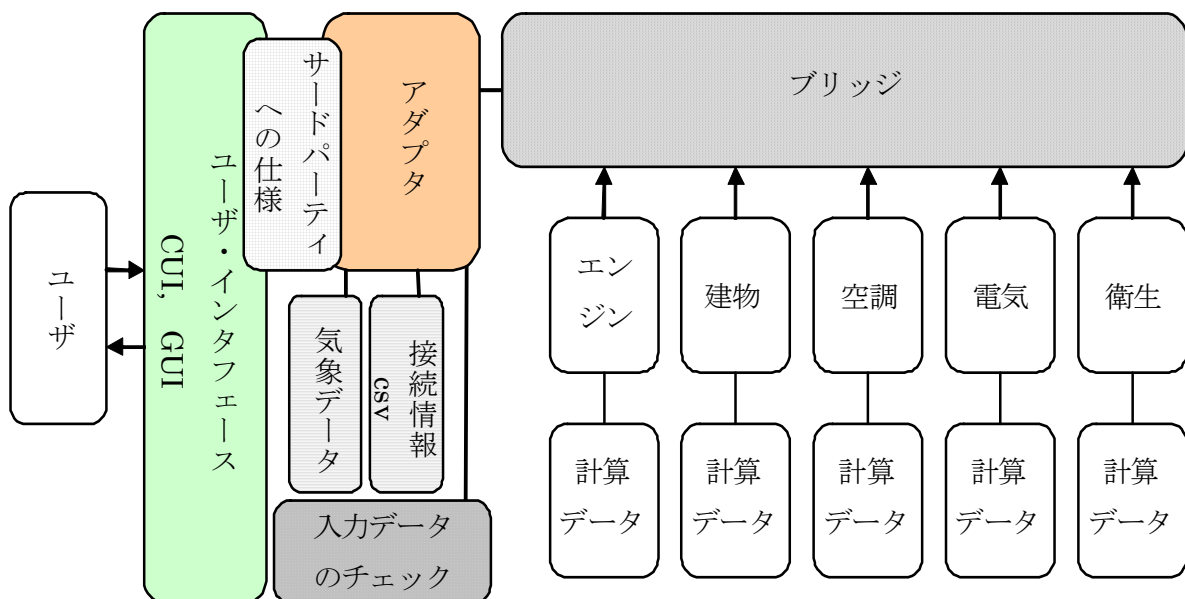 ユーザ
ユーザ・インタフェース
CUI, GUI
サードパーティ
への仕様
アダプタ
気象データ
接続情報
csv
入力データ
のチェック
ブリッジ
エン
ジン
建物
空調
電気
衛生
計算
データ
計算
データ
計算
データ
計算
データ
計算
データ